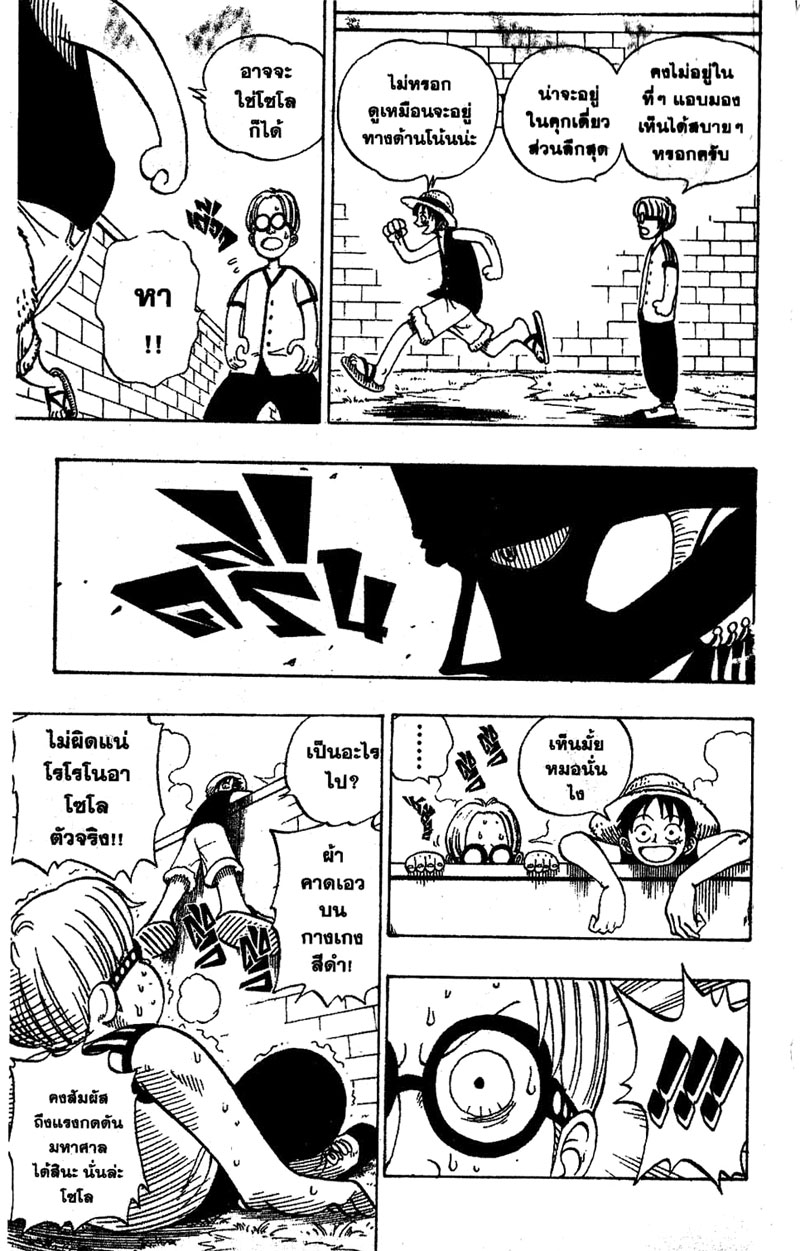 คงไม่อยู่ใน
ที่ๆ แอบมอง
เห็นได้สบายๆ
หรอกครับ
น่าจะอยู่
ในคุกเดี่ยว
ส่วนลึกสุด
ไม่หรอก
ดูเหมือนจะอยู่
ทางด้านโน้นน่ะ
อาจจะ
ใช่โซโล
ก็ได้
เฮือก
หา
!!
เห็นมั้ย
หมอนั่น
ไง
......
!!!!
เป็นอะไร
ไป?
ผ้า
คาดเอว
บน
กางเกง
สีดำ!
ไม่ผิดแน่
โรโรโนอา
โซโล
ตัวจริง!!
คงสัมผัส
ถึงแรงกดดัน
มหาศาล
ได้สินะ นั่นล่ะ
โซโล